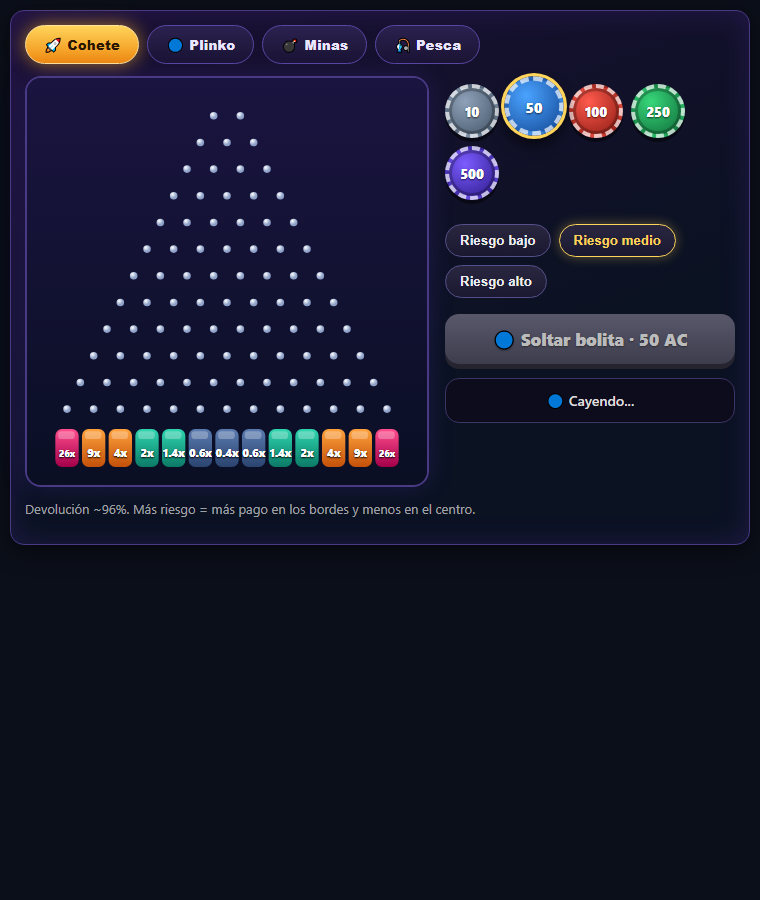 Cohete Plinko Minas Pesca
10 50 100 250
500
Riesgo bajo Riesgo medio
Riesgo alto
Soltar bolita · 50 AC
Cayendo...
26x 9x 4x 2x 1.4x 0.6x 0.4x 0.6x 1.4x 2x 4x 9x 26x
Devolución ~96%. Más riesgo = más pago en los bordes y menos en el centro.